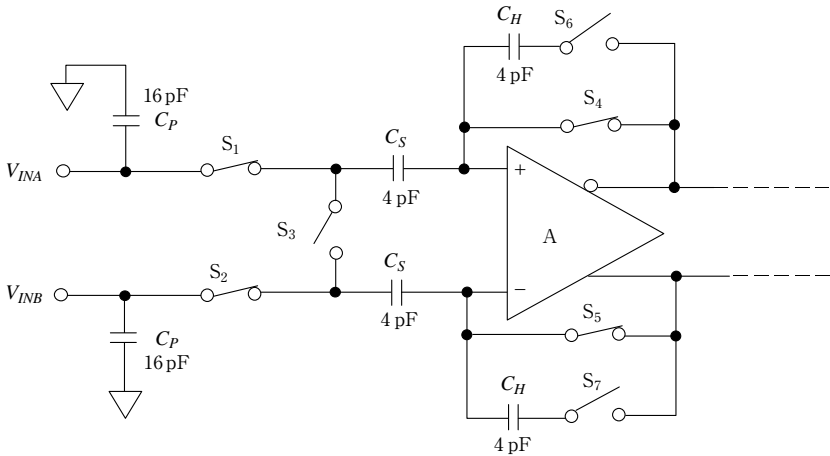 C_H
S_6
4 pF
16 pF
C_P
S_4
S_1
C_S
V_INA
4 pF
+
S_3
A
C_S
S_2
V_INB
−
4 pF
S_5
C_P
16 pF
C_H
S_7
4 pF